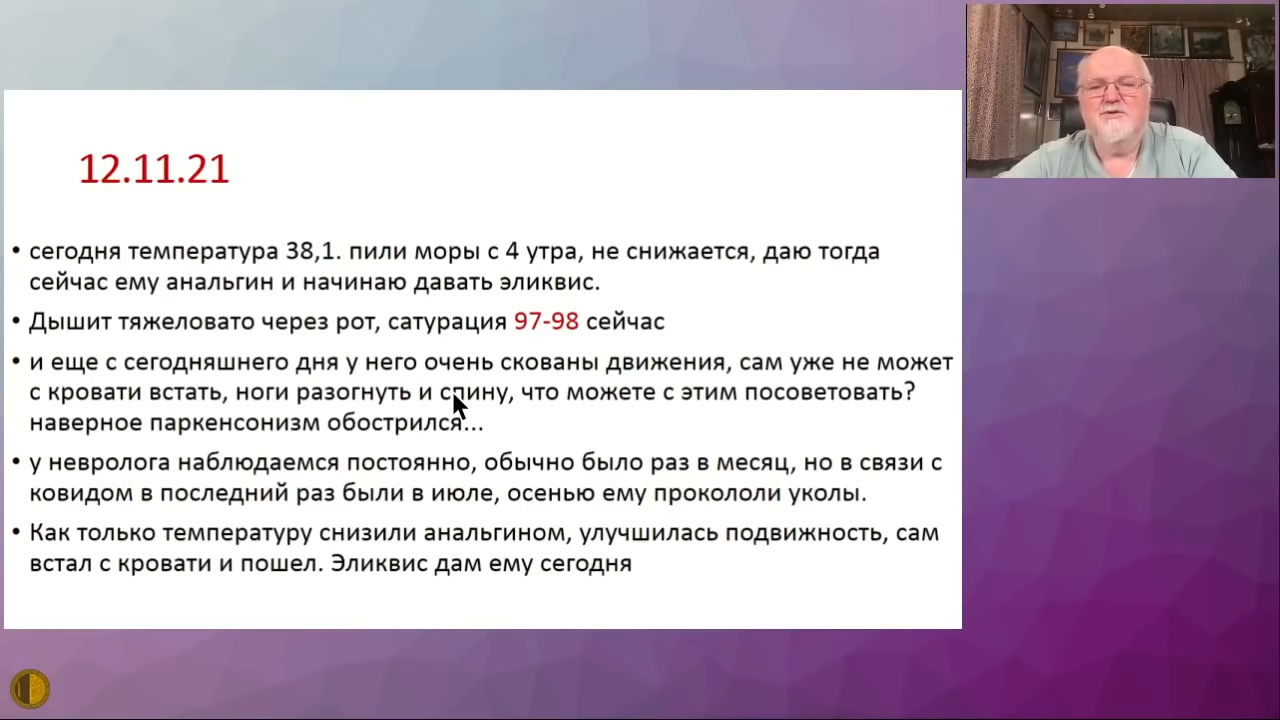 12.11.21
• сегодня температура 38,1. пили моры с 4 утра, не снижается, даю тогда
сейчас ему анальгин и начинаю давать эликвис.
• Дышит тяжеловато через рот, сатурация 97-98 сейчас
• и еще с сегодняшнего дня у него очень скованы движения, сам уже не может
с кровати встать, ноги разогнуть и спину, что можете с этим посоветовать?
наверное паркенсонизм обострился...
• у невролога наблюдаемся постоянно, обычно было раз в месяц, но в связи с
ковидом в последний раз были в июле, осенью ему прокололи уколы.
• Как только температуру снизили анальгином, улучшилась подвижность, сам
встал с кровати и пошел. Эликвис дам ему сегодня